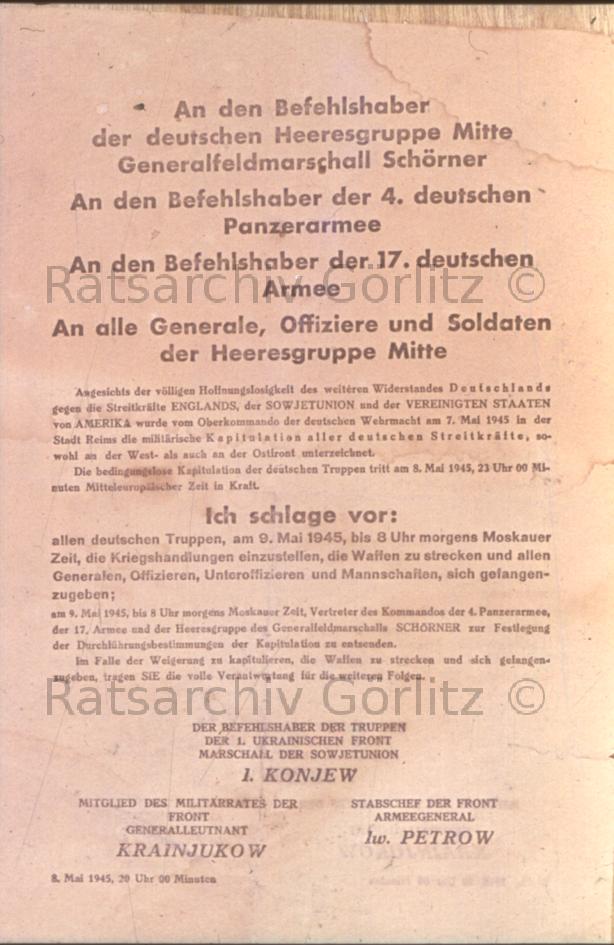 An den Befehlshaber
der deutschen Heeresgruppe Mitte
Generalfeldmarschall Schörner
An den Befehlshaber der 4. deutschen
Panzerarmee
An den Befehlshaber der 17. deutschen
Armee
Ratsarchiv Görlitz ©
An alle Generale, Offiziere und Soldaten
der Heeresgruppe Mitte
Angesichts der völligen Hoffnungslosigkeit des weiteren Widerstandes Deutschlands
gegen die Streitkräfte ENGLANDS, der SOWJETUNION und der VEREINIGTEN STAATEN
von AMERIKA wurde vom Oberkommando der deutschen Wehrmacht am 7. Mai 1945 in der
Stadt Reims die militärische Kapitulation aller deutschen Streitkräfte, so-
wohl an der West- als auch an der Ostfront unterzeichnet.
Die bedingungslose Kapitulation der deutschen Truppen tritt am 8. Mai 1945, 23 Uhr 00 Mi-
nuten Mitteleuropäischer Zeit in Kraft.
Ich schlage vor:
allen deutschen Truppen, am 9. Mai 1945, bis 8 Uhr morgens Moskauer
Zeit, die Kriegshandlungen einzustellen, die Waffen zu strecken und allen
Generalen, Offizieren, Unteroffizieren und Mannschaften, sich gefangen-
zugeben;
am 9. Mai 1945, bis 8 Uhr morgens Moskauer Zeit, Vertreter des Kommandos der 4. Panzerarmee,
der 17. Armee und der Heeresgruppe des Generalfeldmarschalls SCHÖRNER zur Festlegung
der Durchführungsbestimmungen der Kapitulation zu entsenden.
Im Falle der Weigerung zu kapitulieren, die Waffen zu strecken und sich gefangen-
zugeben, tragen SIE die volle Verantwortung für die weiteren Folgen.
Ratsarchiv Görlitz ©
DER BEFEHLSHABER DER TRUPPEN
DER 1. UKRAINISCHEN FRONT
MARSCHALL DER SOWJETUNION
I. KONJEW
MITGLIED DES MILITÄRRATES DER
FRONT
GENERALLEUTNANT
KRAINJUKOW
STABSCHEF DER FRONT
ARMEEGENERAL
Iw. PETROW
8. Mai 1945, 20 Uhr 00 Minuten